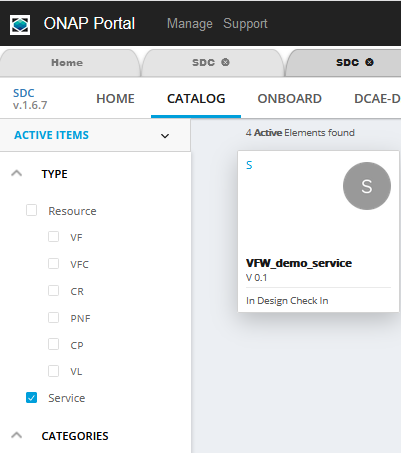 ONAP Portal Manage Support
Home SDC SDC
SDC
v.1.6.7
HOME CATALOG ONBOARD DCAE-D
ACTIVE ITEMS
4 Active Elements found
TYPE
Resource
VF
VFC
CR
PNF
CP
VL
Service
CATEGORIES
S
S
VFW_demo_service
V 0.1
In Design Check In